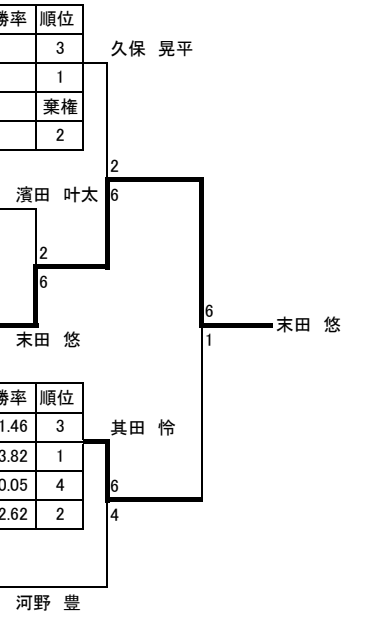 勝率 順位
3 久保 晃平
1
棄権
2
2
濱田 叶太 6
2
6
6 末田 悠
末田 悠 1
勝率 順位
1.46 3 其田 怜
3.82 1
0.05 4 6
2.62 2 4
河野 豊